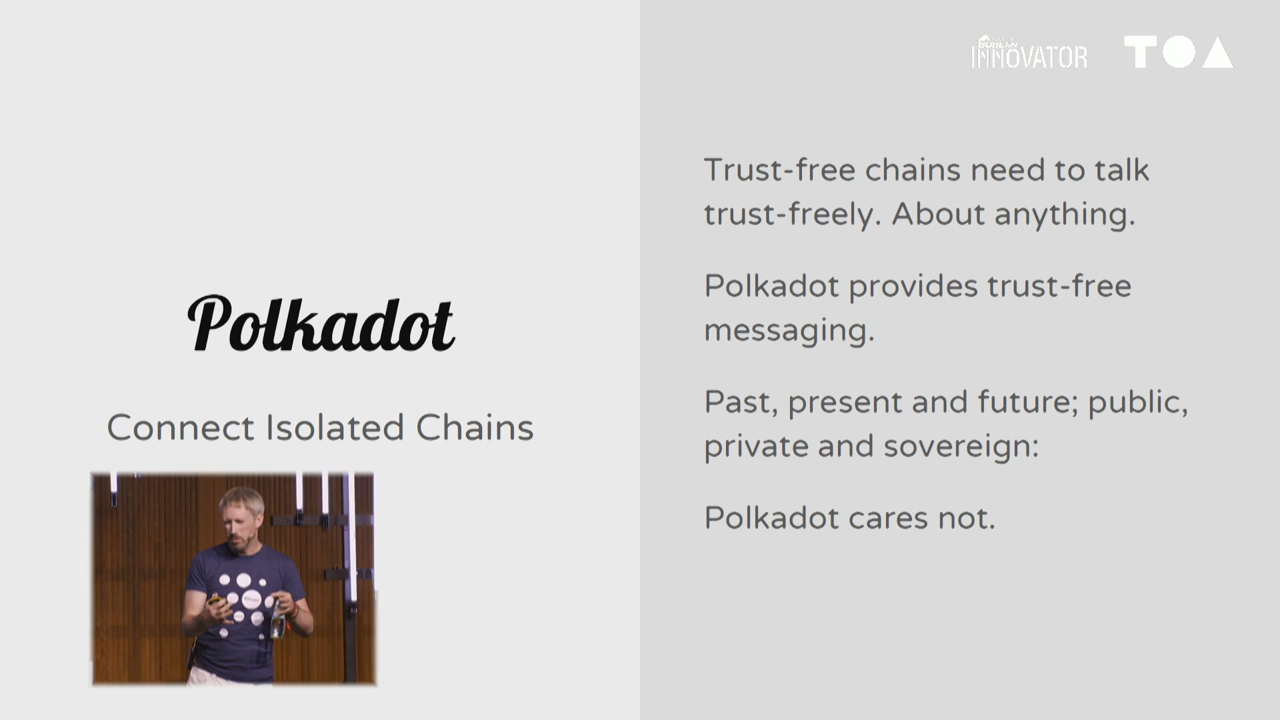 INNOVATOR
TOA
Trust-free chains need to talk
trust-freely. About anything.
Polkadot provides trust-free
messaging.
Past, present and future; public,
private and sovereign:
Polkadot cares not.
Polkadot
Connect Isolated Chains